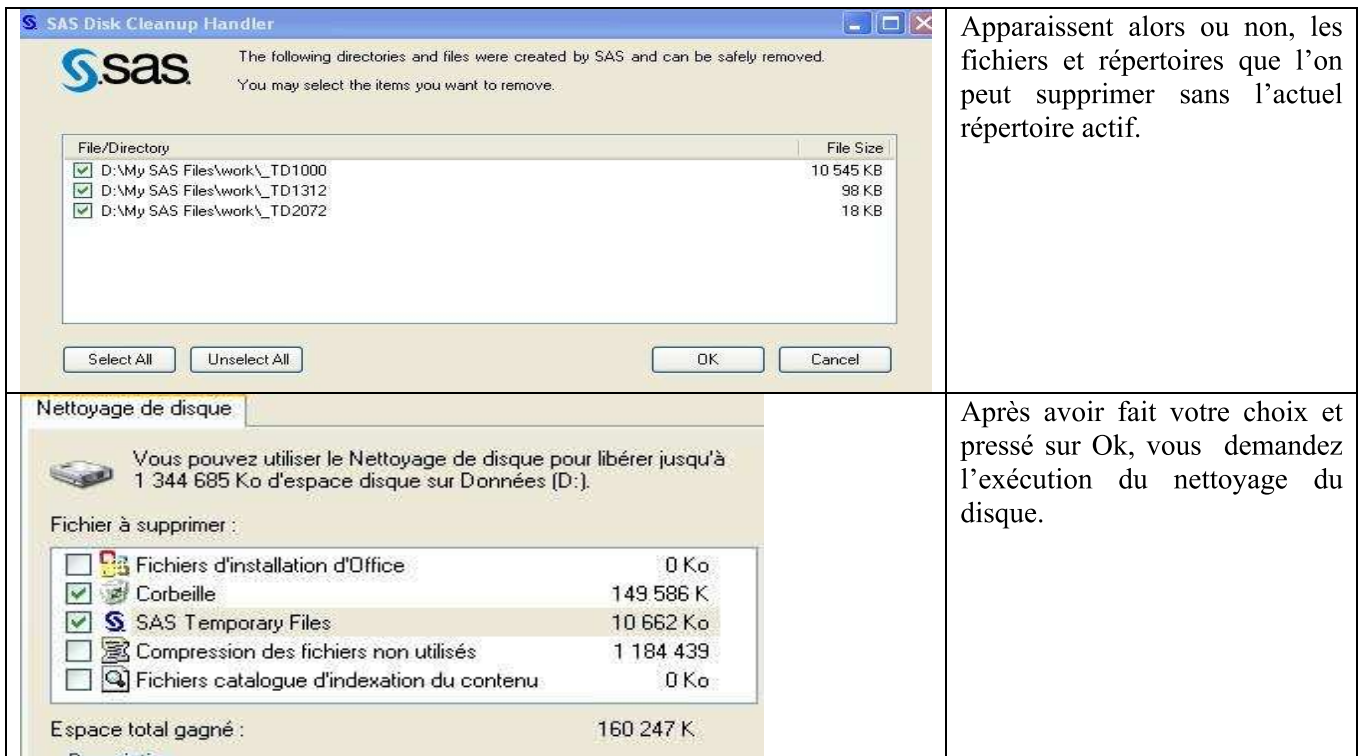 SAS Disk Cleanup Handler
sas
The following directories and files were created by SAS and can be safely removed.
You may select the items you want to remove.
File/Directory File Size
D:\My SAS Files\work\_TD1000 10 545 KB
D:\My SAS Files\work\_TD1312 98 KB
D:\My SAS Files\work\_TD2072 18 KB
Select All Unselect All OK Cancel
Apparaissent alors ou non, les
fichiers et répertoires que l'on
peut supprimer sans l'actuel
répertoire actif.
Nettoyage de disque
Vous pouvez utiliser le Nettoyage de disque pour libérer jusqu'à
1 344 685 Ko d'espace disque sur Données (D:).
Fichier à supprimer :
Fichiers d'installation d'Office 0 Ko
Corbeille 149 586 K
SAS Temporary Files 10 662 Ko
Compression des fichiers non utilisés 1 184 439
Fichiers catalogue d'indexation du contenu 0 Ko
Espace total gagné : 160 247 K
Après avoir fait votre choix et
pressé sur Ok, vous demandez
l'exécution du nettoyage du
disque.